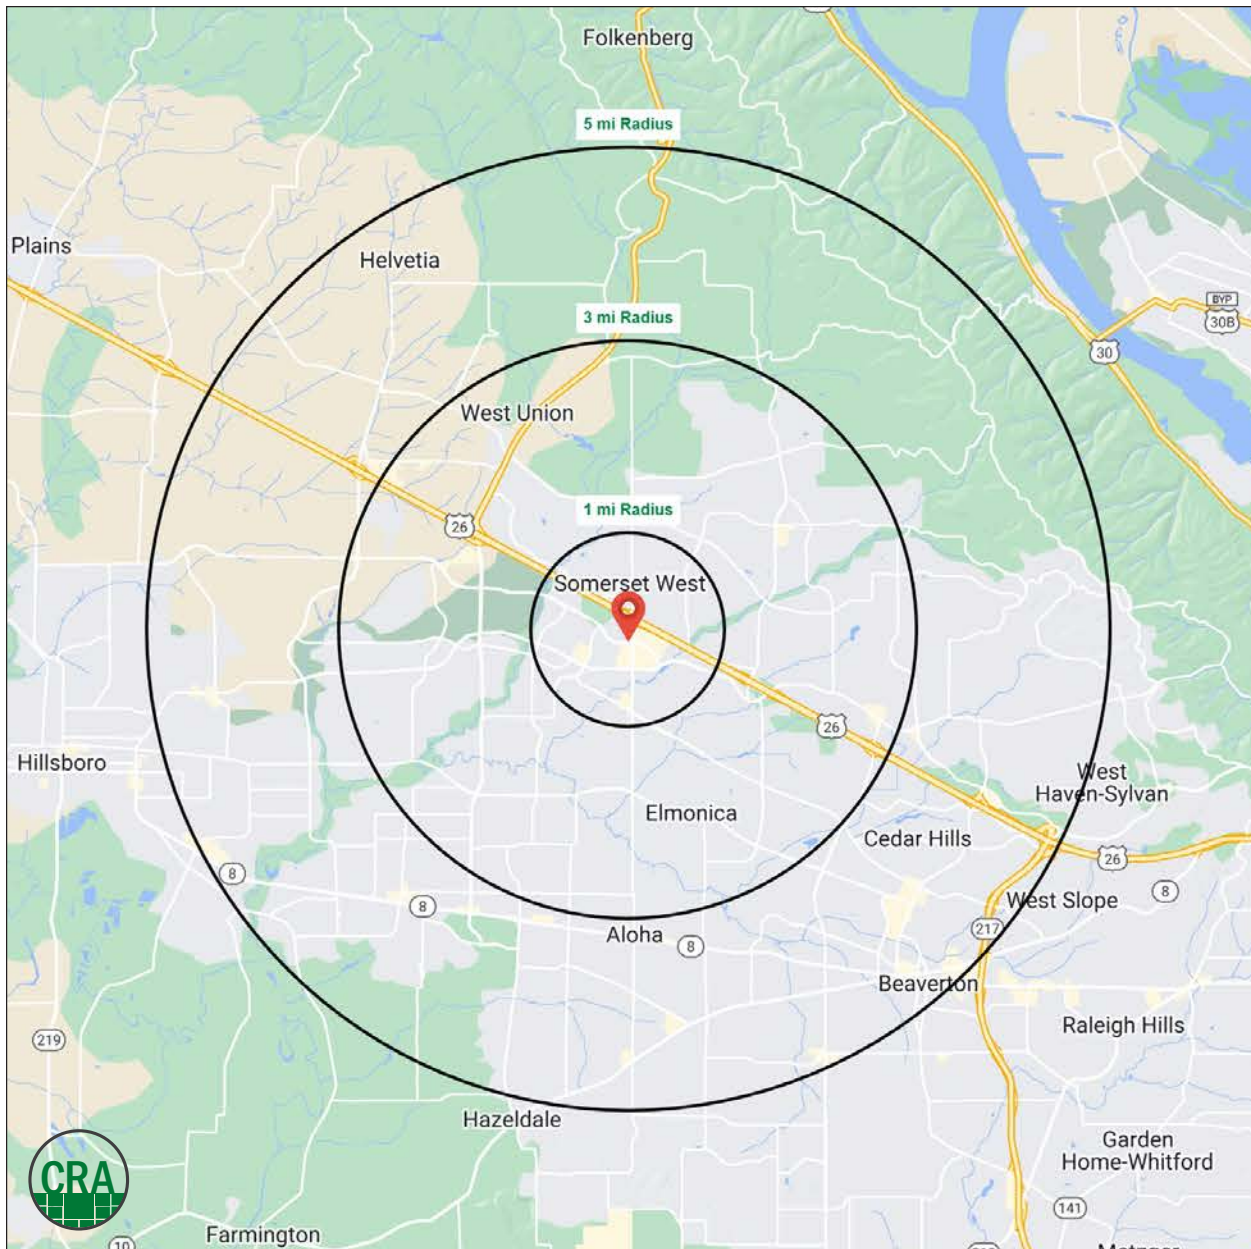 Folkenberg
5 mi Radius
Plains
Helvetia
BYP
30B
3 mi Radius
30
West Union
1 mi Radius
26
Somerset West
26
Hillsboro
West
Haven-Sylvan
Elmonica
Cedar Hills
26
8
8
8
West Slope
217
Aloha
8
Beaverton
Raleigh Hills
219
Hazeldale
Garden
Home-Whitford
CRA
141
Farmington
10